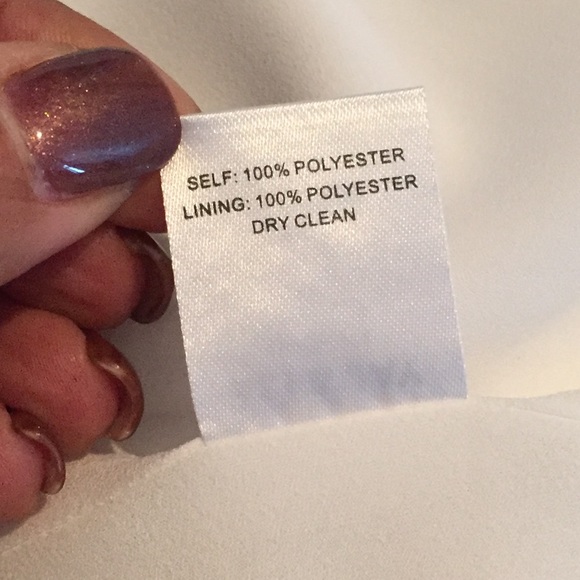 SELF: 100% POLYESTER
LINING: 100% POLYESTER
DRY CLEAN